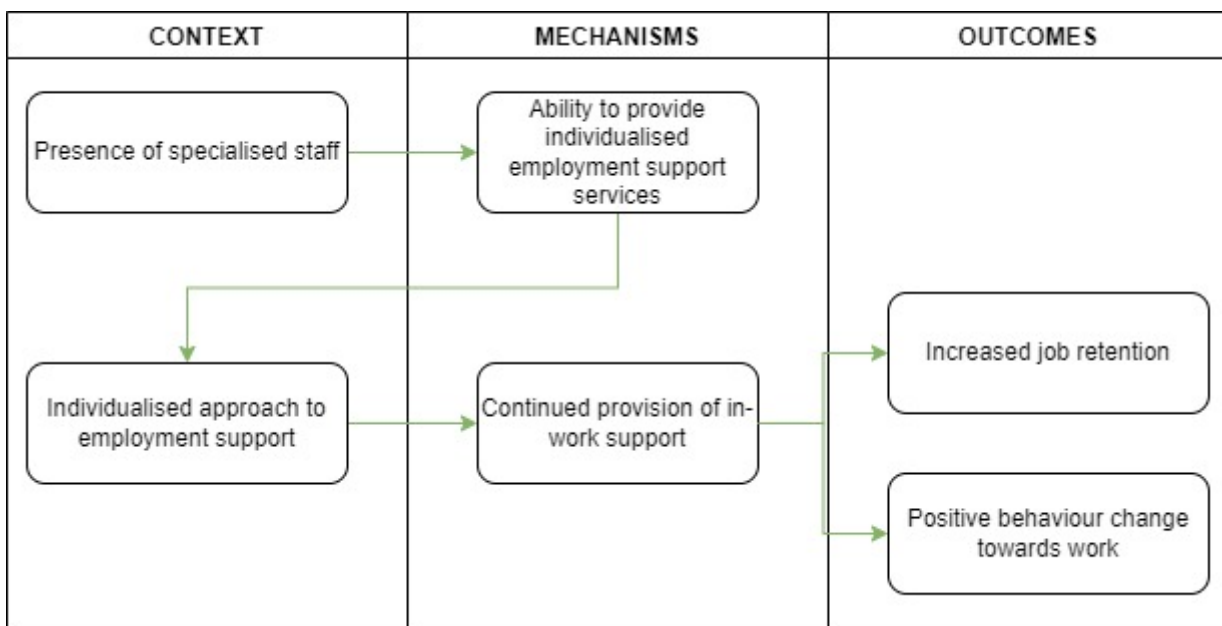 CONTEXT
MECHANISMS
OUTCOMES
Presence of specialised staff
Ability to provide
individualised
employment support
services
Individualised approach to
employment support
Continued provision of in-
work support
Increased job retention
Positive behaviour change
towards work